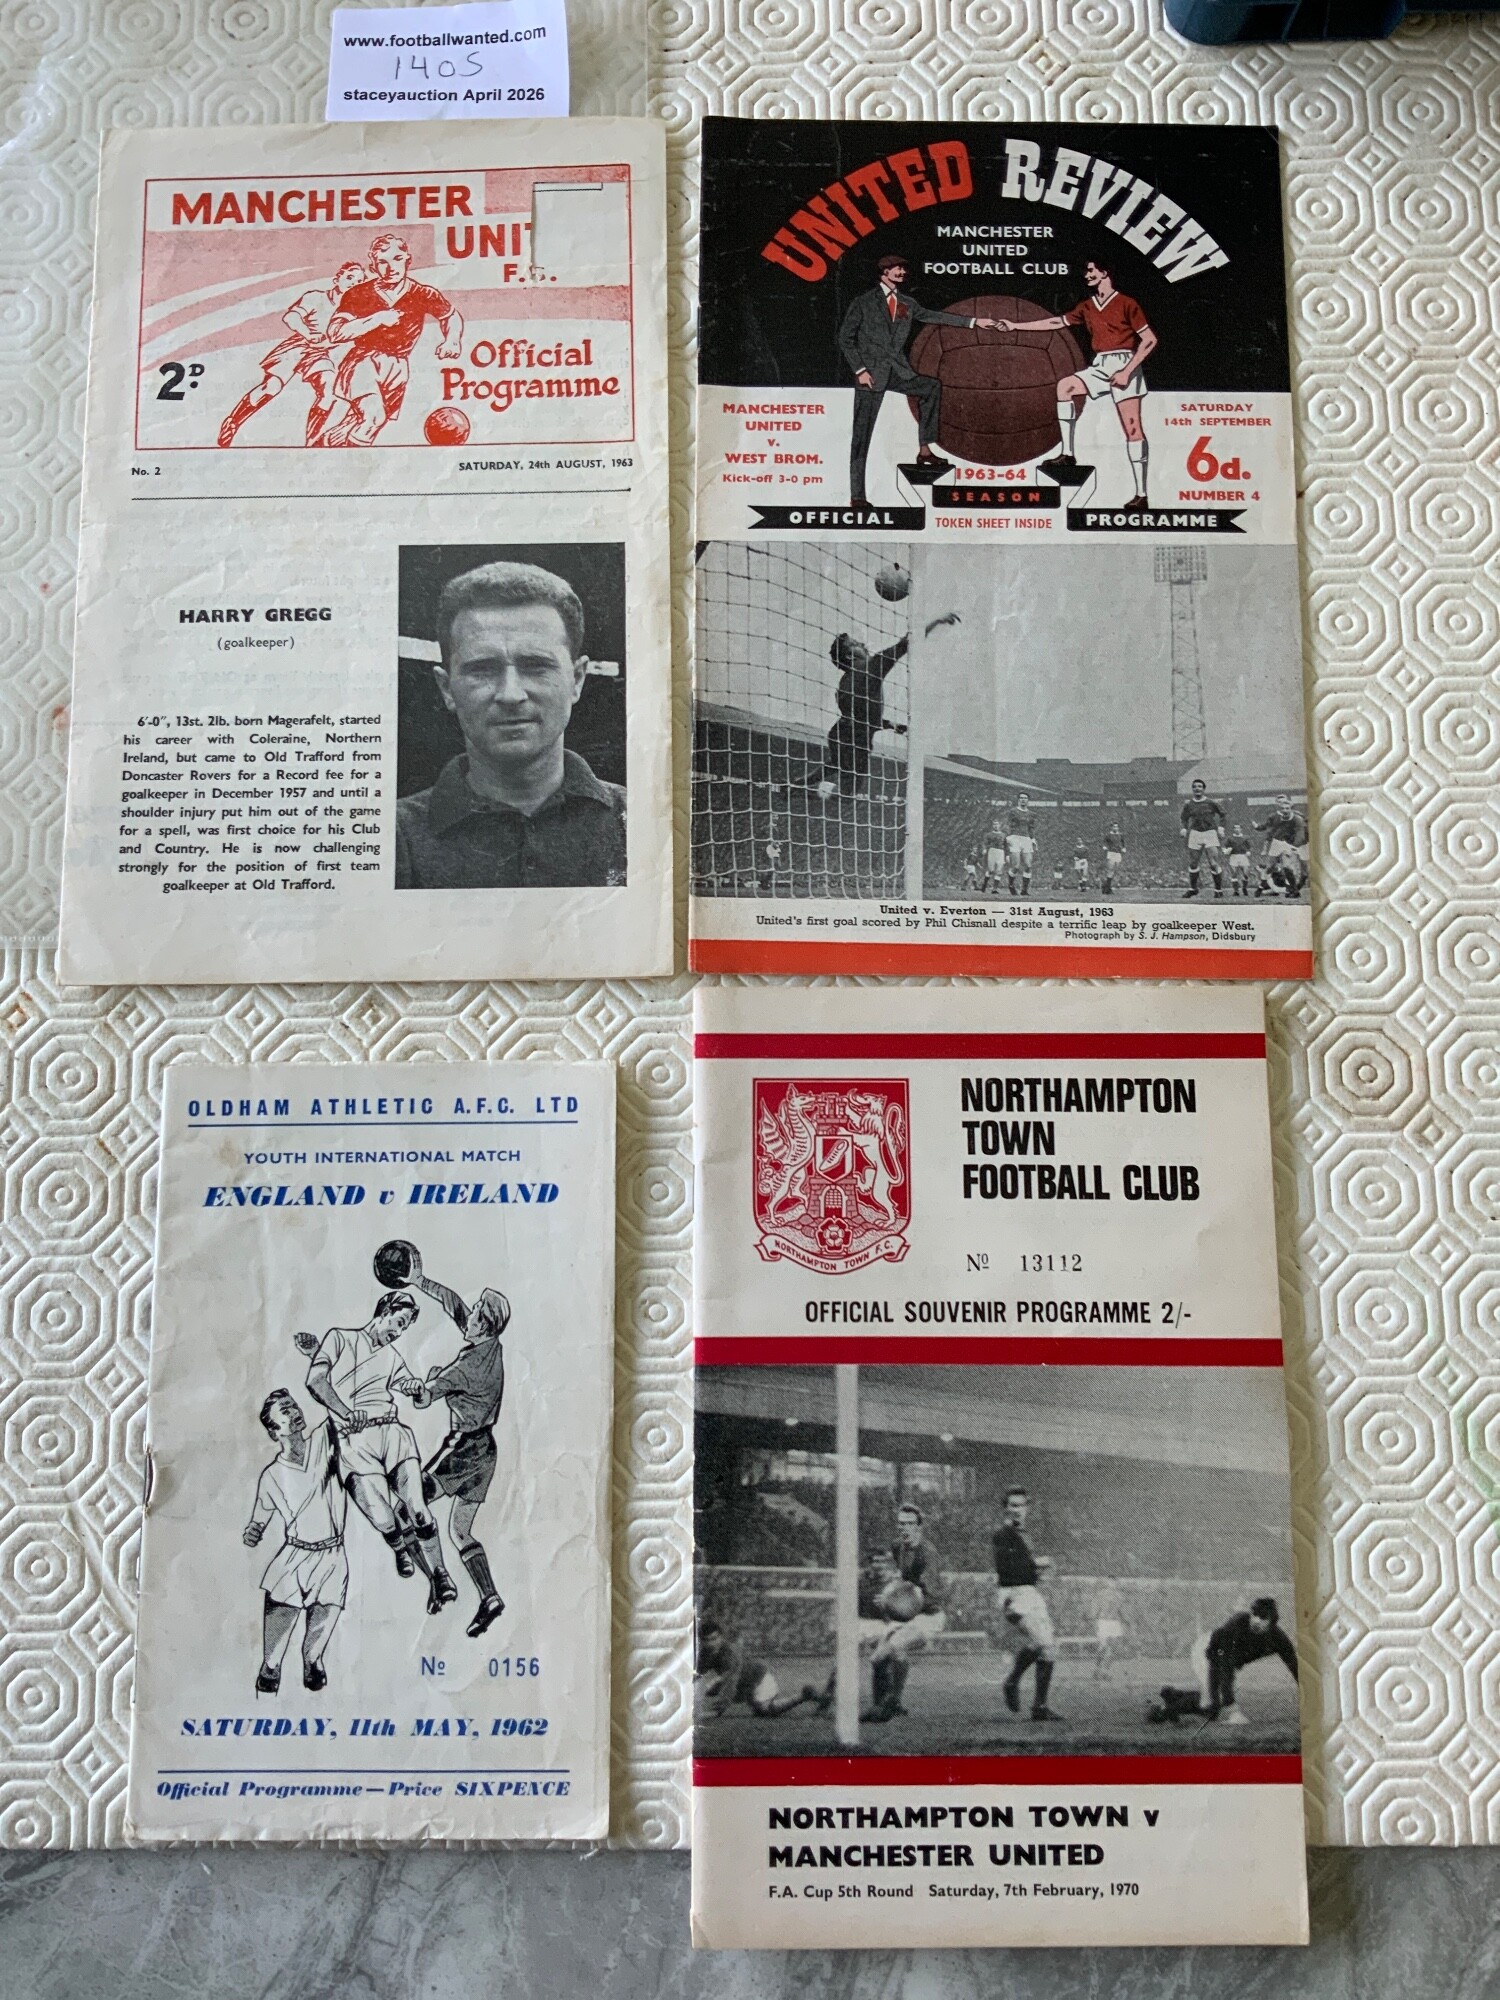 www.footballwanted.com
1405
staceyauction April 2026
MANCHESTER
UNI
F.C.
2D.
Official
Programme
No. 2
SATURDAY, 24th AUGUST, 1963
HARRY GREGG
(goalkeeper)
6'-0", 13st. 2lb. born Magerafelt, started
his career with Coleraine, Northern
Ireland, but came to Old Trafford from
Doncaster Rovers for a Record fee for a
goalkeeper in December 1957 and until a
shoulder injury put him out of the game
for a spell, was first choice for his Club
and Country. He is now challenging
strongly for the position of first team
goalkeeper at Old Trafford.
UNITED REVIEW
MANCHESTER
UNITED
FOOTBALL CLUB
MANCHESTER
UNITED
v.
WEST BROM.
Kick-off 3-0 pm
SATURDAY
14th SEPTEMBER
6d.
NUMBER 4
1963-64
SEASON
OFFICIAL
TOKEN SHEET INSIDE
PROGRAMME
United v. Everton — 31st August, 1963
United's first goal scored by Phil Chisnall despite a terrific leap by goalkeeper West.
Photograph by S. J. Hampson, Didsbury
OLDHAM ATHLETIC A.F.C. LTD
YOUTH INTERNATIONAL MATCH
ENGLAND v IRELAND
No 0156
SATURDAY, 11th MAY, 1962
Official Programme—Price SIXPENCE
NORTHAMPTON
TOWN
FOOTBALL CLUB
NORTHAMPTON TOWN F.C.
No 13112
OFFICIAL SOUVENIR PROGRAMME 2/-
NORTHAMPTON TOWN v
MANCHESTER UNITED
F.A. Cup 5th Round Saturday, 7th February, 1970